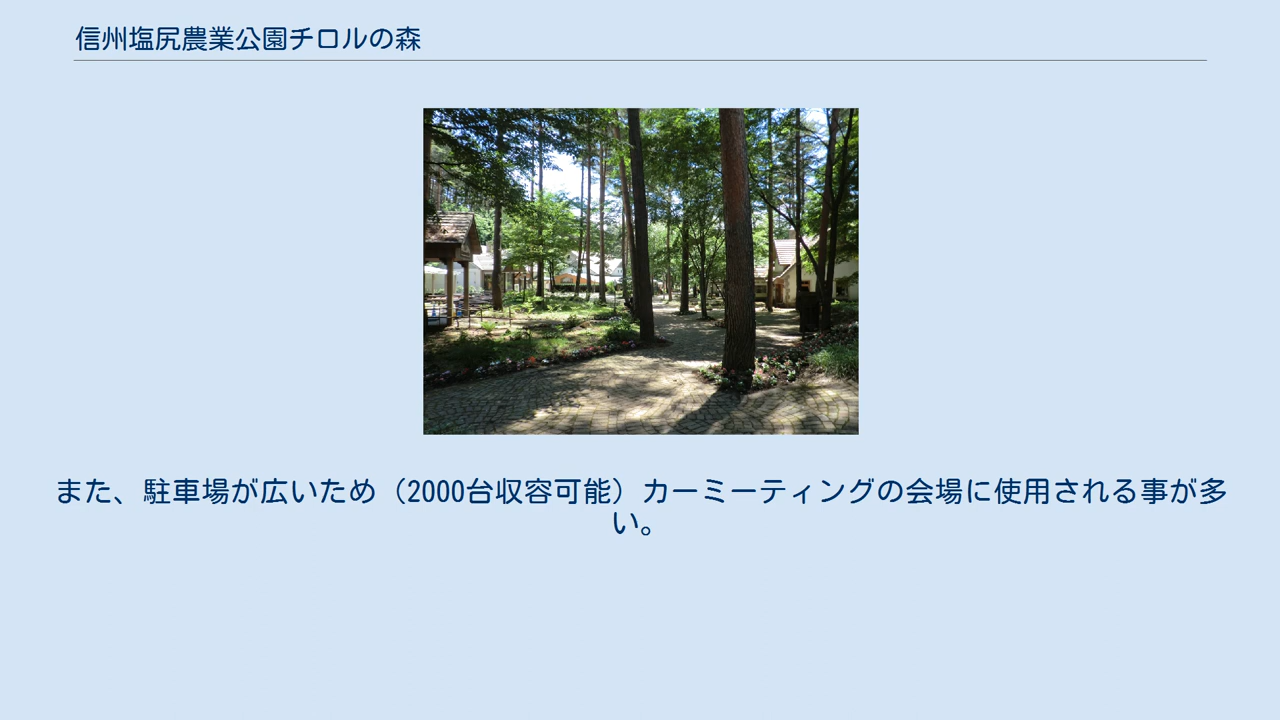 信州塩尻農業公園チロルの森
また、駐車場が広いため（2000台収容可能）カーミーティングの会場に使用される事が多
い。